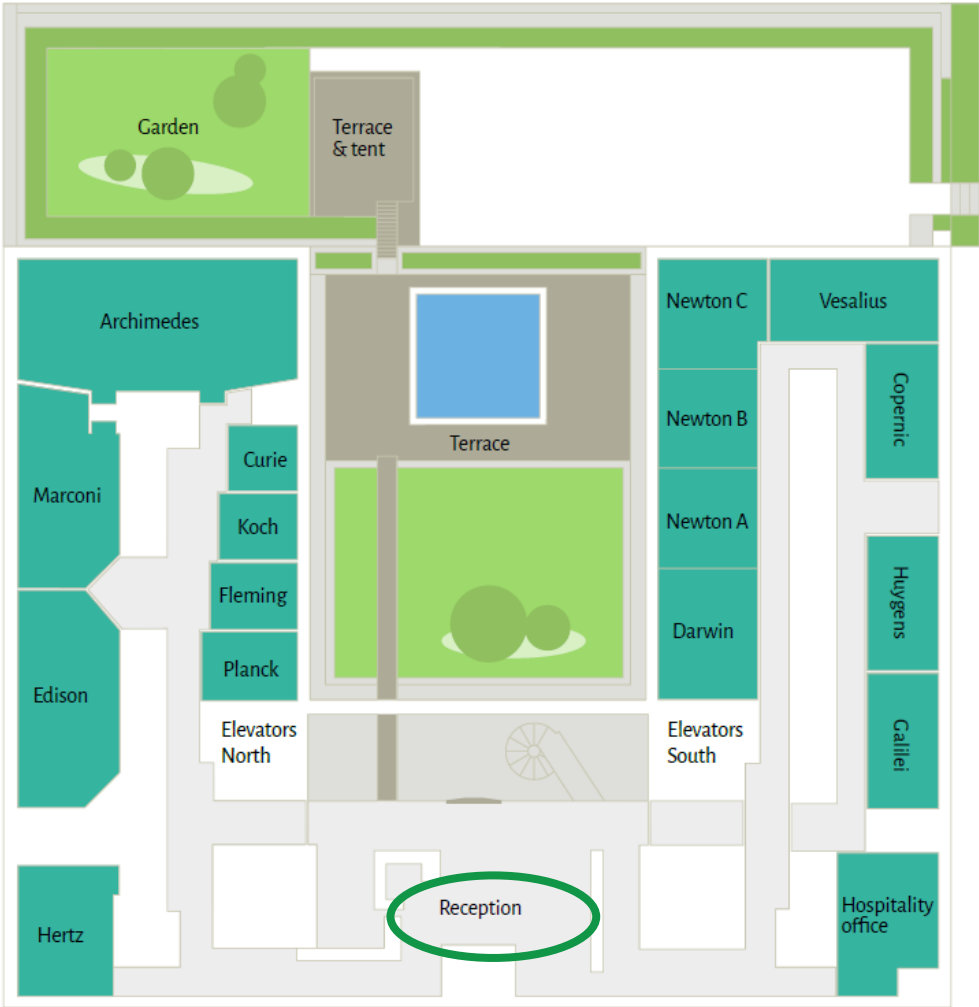 Garden
Terrace
& tent
Archimedes
Newton C
Vesalius
Copernic
Newton B
Terrace
Curie
Marconi
Koch
Newton A
Huygens
Fleming
Darwin
Planck
Edison
Elevators
North
Elevators
South
Galilei
Reception
Hospitality
office
Hertz